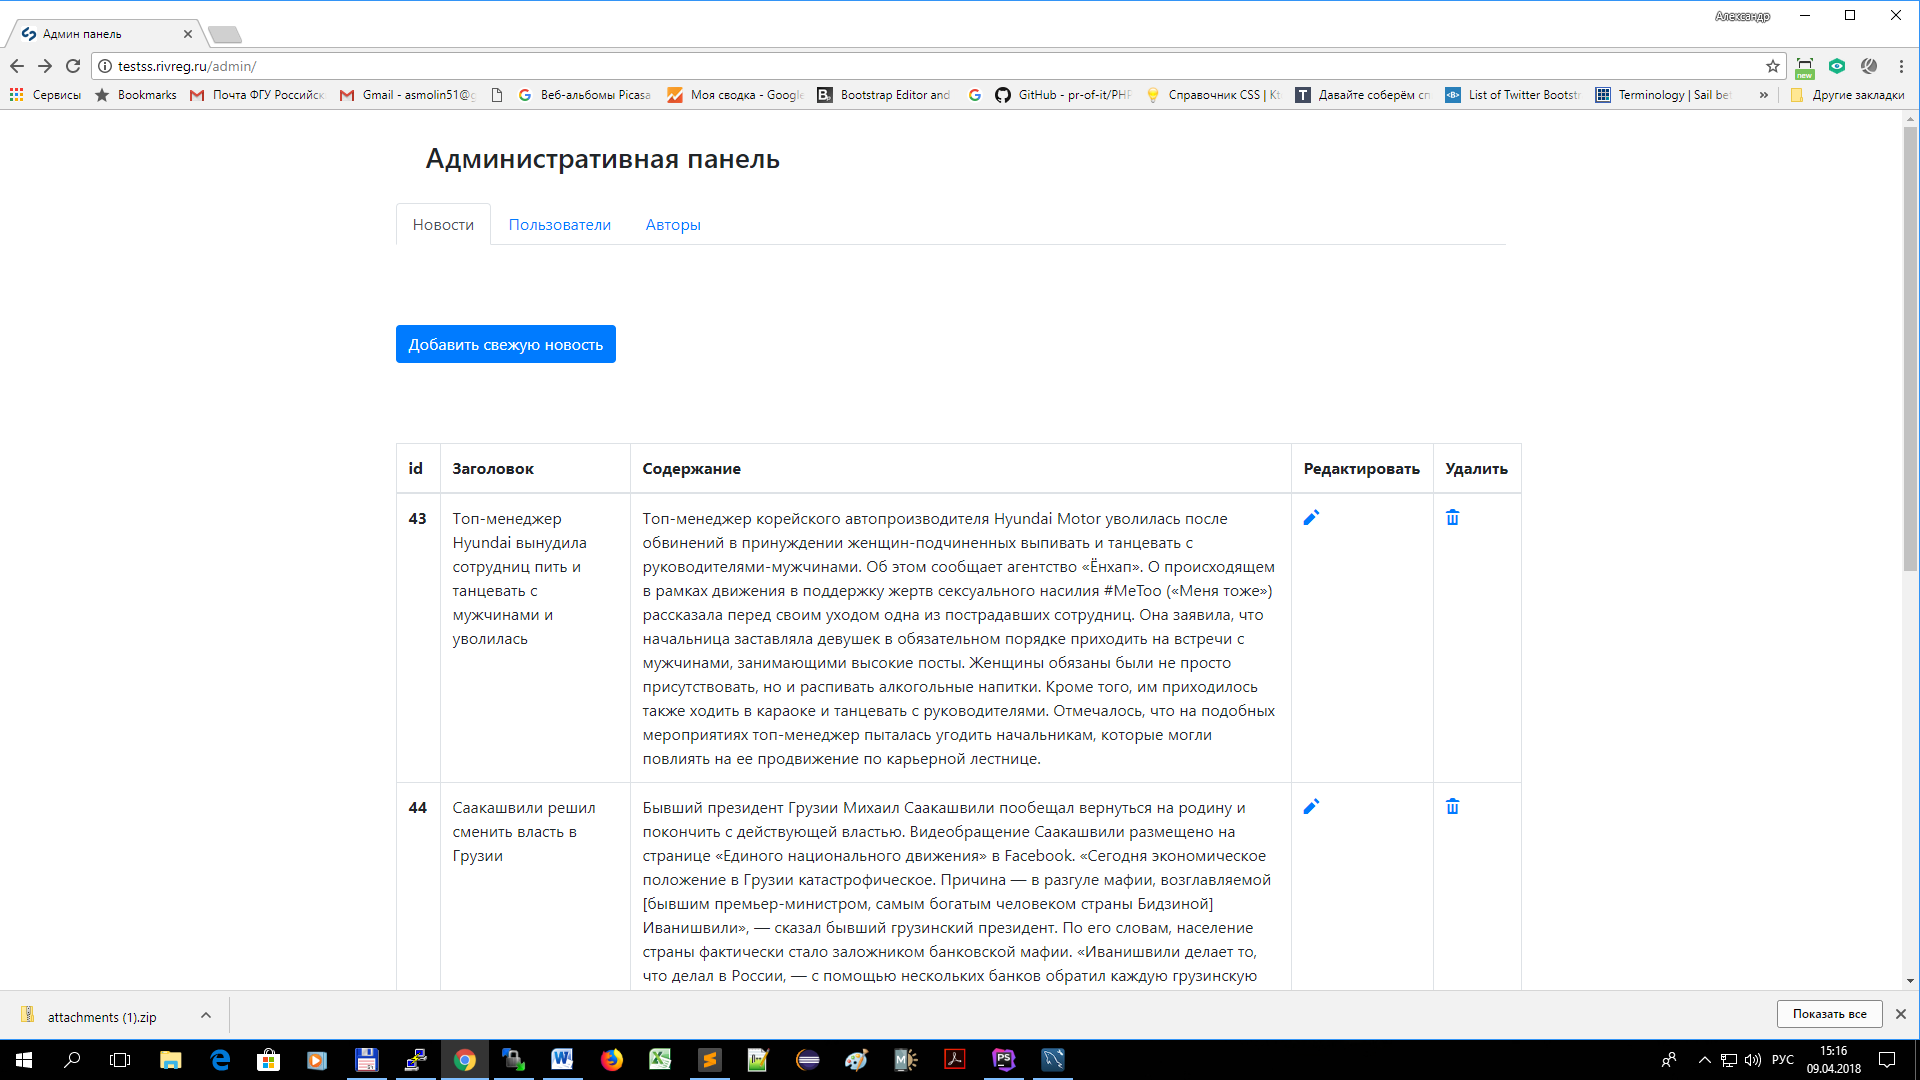 Александр
Админ панель
testss.rivreg.ru/admin/
new
Сервисы
Bookmarks
Почта ФГУ Российск
Gmail - asmolin51@g
Веб-альбомы Picasa
Моя сводка - Google
Bootstrap Editor and
GitHub - pr-of-it/PHP
Справочник CSS | Kt
Давайте соберём сп
List of Twitter Bootstr
Terminology | Sail be
»
Другие закладки
Административная панель
Новости
Пользователи
Авторы
Добавить свежую новость
id
Заголовок
Содержание
Редактировать
Удалить
43
Топ-менеджер
Hyundai вынудила
сотрудниц пить и
танцевать с
мужчинами и
уволилась
Топ-менеджер корейского автопроизводителя Hyundai Motor уволилась после
обвинений в принуждении женщин-подчиненных выпивать и танцевать с
руководителями-мужчинами. Об этом сообщает агентство «Ёнхап». О происходящем
в рамках движения в поддержку жертв сексуального насилия #MeToo («Меня тоже»)
рассказала перед своим уходом одна из пострадавших сотрудниц. Она заявила, что
начальница заставляла девушек в обязательном порядке приходить на встречи с
мужчинами, занимающими высокие посты. Женщины обязаны были не просто
присутствовать, но и распивать алкогольные напитки. Кроме того, им приходилось
также ходить в караоке и танцевать с руководителями. Отмечалось, что на подобных
мероприятиях топ-менеджер пыталась угодить начальникам, которые могли
повлиять на ее продвижение по карьерной лестнице.
44
Саакашвили решил
сменить власть в
Грузии
Бывший президент Грузии Михаил Саакашвили пообещал вернуться на родину и
покончить с действующей властью. Видеобращение Саакашвили размещено на
странице «Единого национального движения» в Facebook. «Сегодня экономическое
положение в Грузии катастрофическое. Причина — в разгуле мафии, возглавляемой
[бывшим премьер-министром, самым богатым человеком страны Бидзиной]
Иванишвили», — сказал бывший грузинский президент. По его словам, население
страны фактически стало заложником банковской мафии. «Иванишвили делает то,
что делал в России, — с помощью нескольких банков обратил каждую грузинскую
attachments (1).zip
Показать все
РУС
15:16
09.04.2018